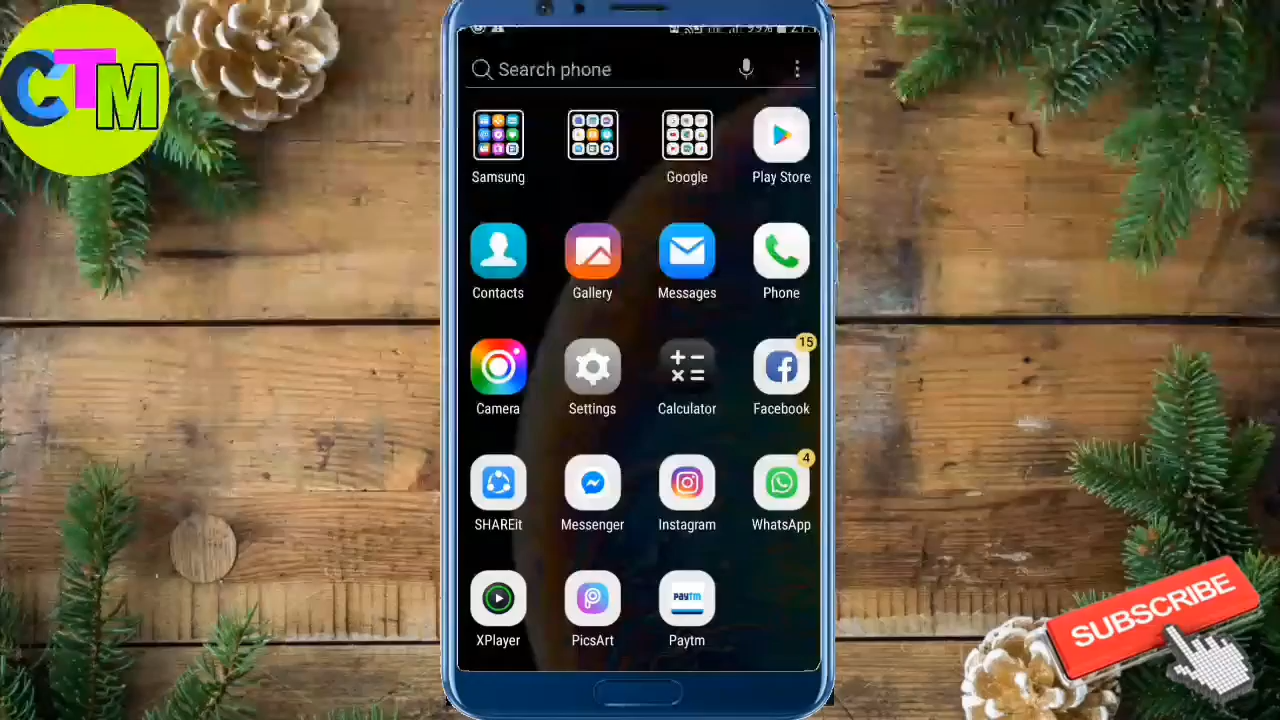 CTM
99%
Search phone
Samsung
Google
Play Store
Contacts
Gallery
Messages
Phone
Camera
Settings
Calculator
15
Facebook
SHAREit
Messenger
Instagram
4
WhatsApp
XPlayer
PicsArt
Paytm
Paytm
SUBSCRIBE